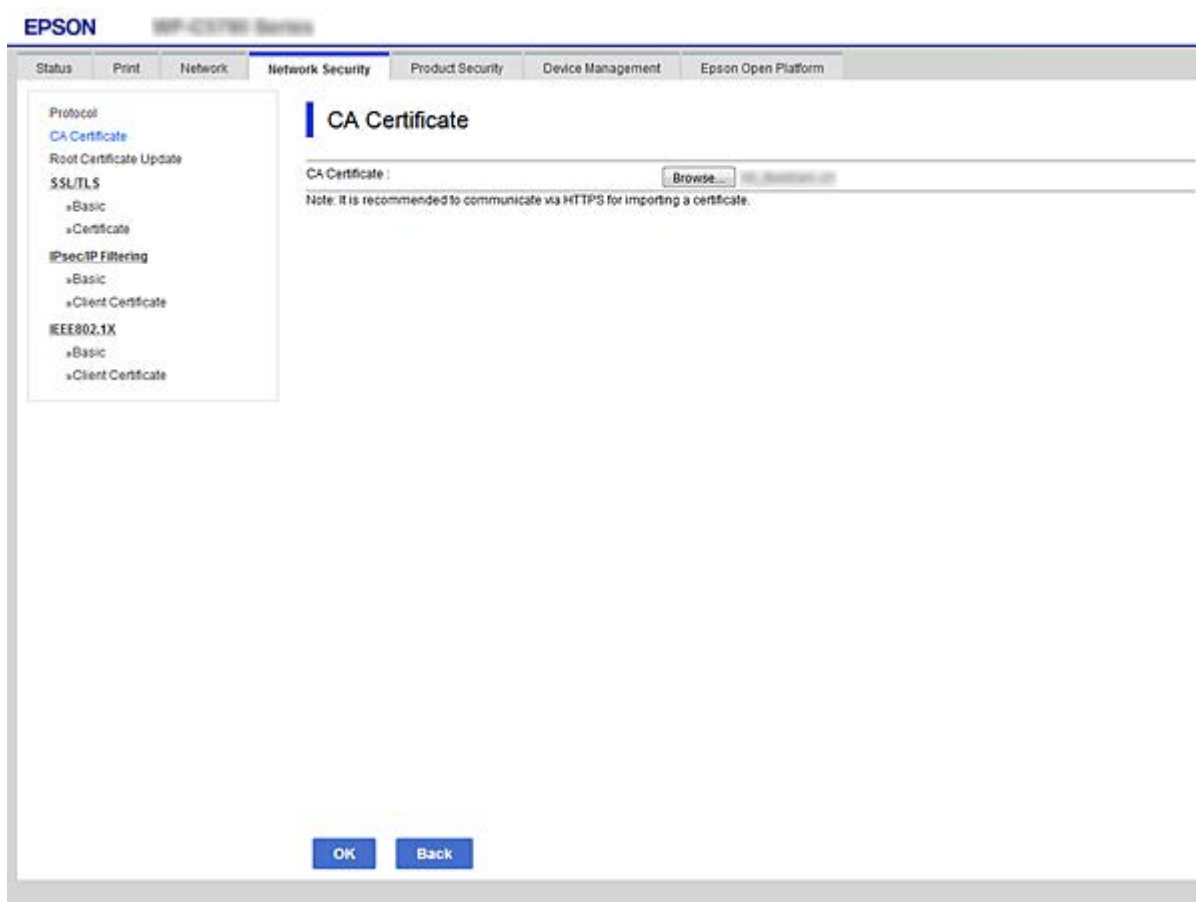 EPSON
Status Print Network Network Security Product Security Device Management Epson Open Platform
Protocol
CA Certificate
Root Certificate Update
SSL/TLS
»Basic
»Certificate
IPsec/IP Filtering
»Basic
»Client Certificate
IEEE802.1X
»Basic
»Client Certificate
CA Certificate
CA Certificate : Browse...
Note: It is recommended to communicate via HTTPS for importing a certificate.
OK Back